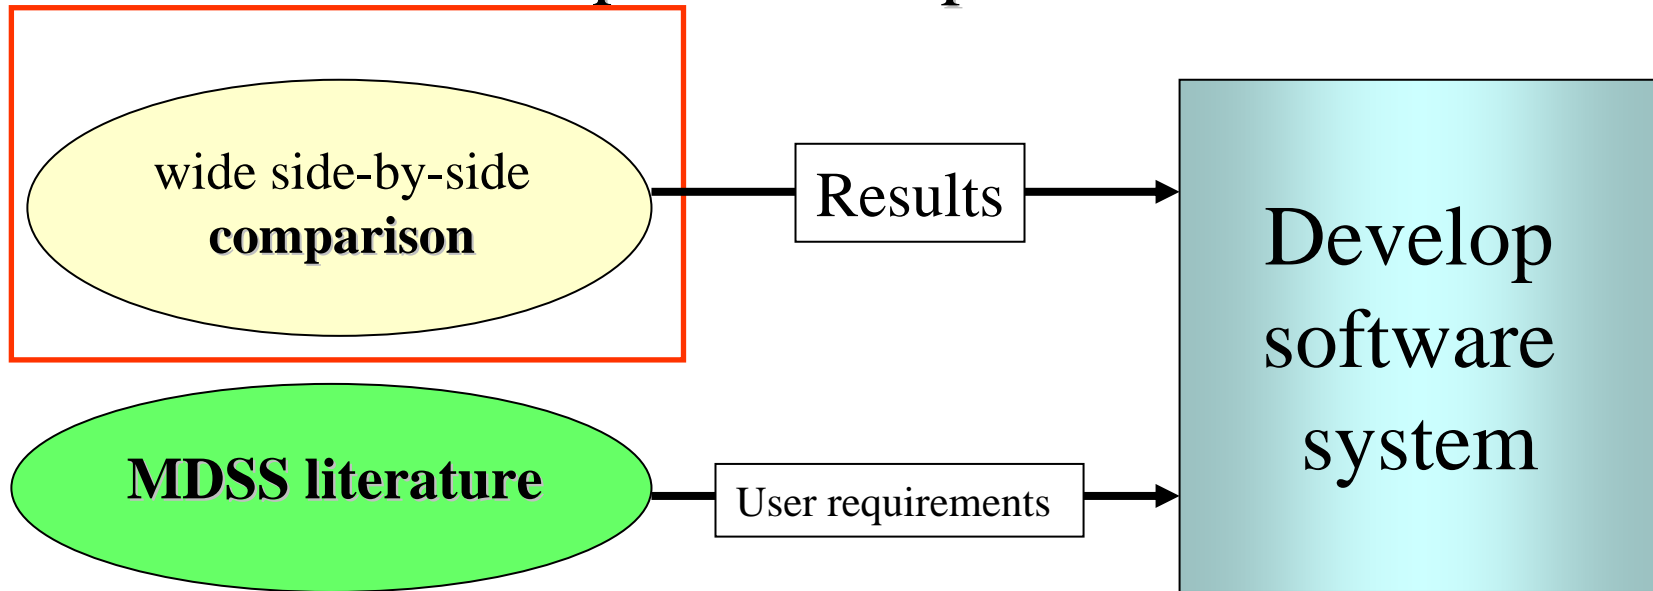 wide side-by-side
comparison
Results
Develop
software
system
MDSS literature
User requirements